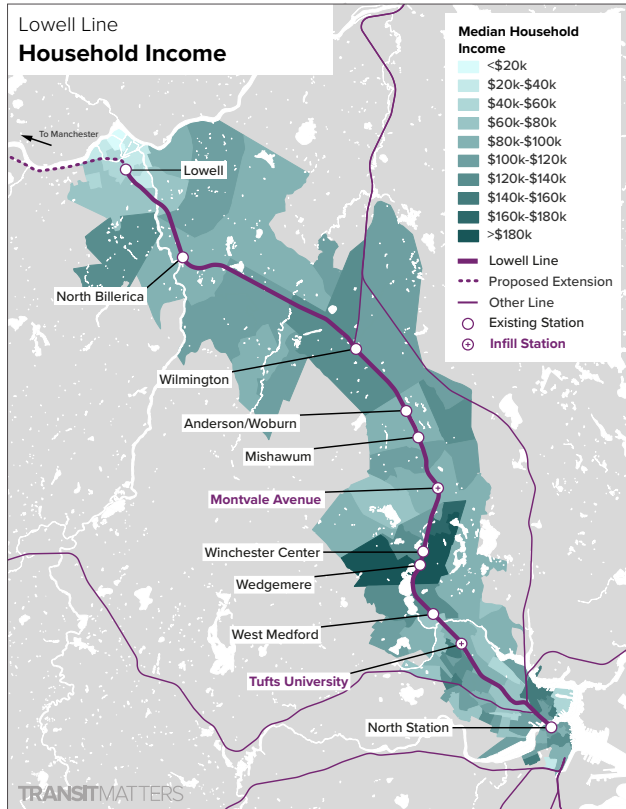 Lowell Line
Household Income
Median Household
Income
<$20k
$20k-$40k
$40k-$60k
$60k-$80k
$80k-$100k
$100k-$120k
$120k-$140k
$140k-$160k
$160k-$180k
>$180k
Lowell Line
Proposed Extension
Other Line
Existing Station
Infill Station
To Manchester
Lowell
North Billerica
Wilmington
Anderson/Woburn
Mishawum
Montvale Avenue
Winchester Center
Wedgemere
West Medford
Tufts University
North Station
TRANSITMATTERS